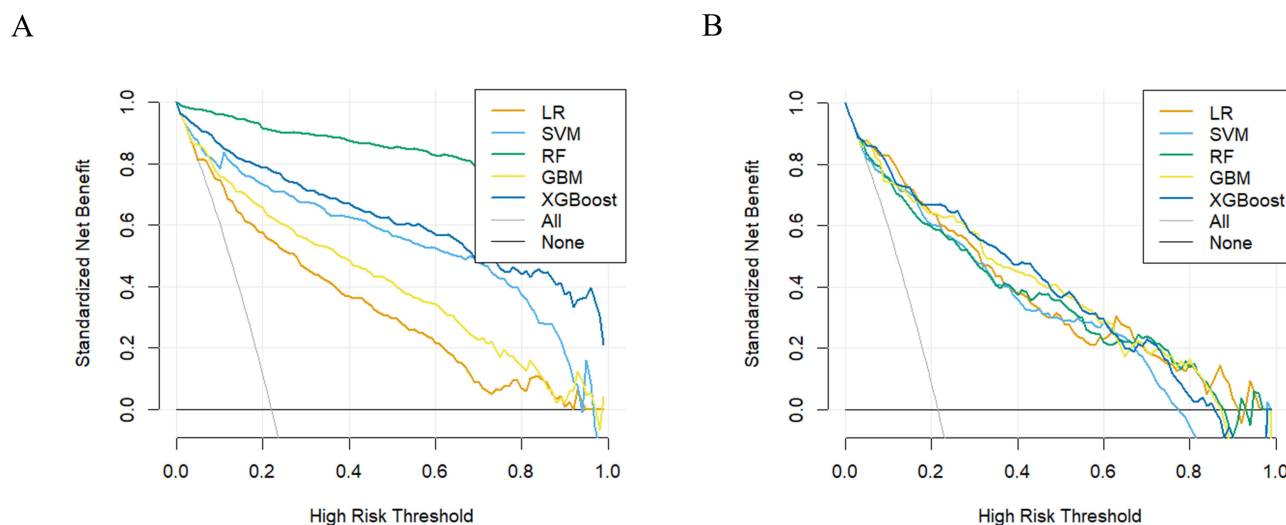 A
Standardized Net Benefit
1.0
0.8
0.6
0.4
0.2
0.0
LR
SVM
RF
GBM
XGBoost
All
None
0.0 0.2 0.4 0.6 0.8 1.0
High Risk Threshold
B
Standardized Net Benefit
1.0
0.8
0.6
0.4
0.2
0.0
LR
SVM
RF
GBM
XGBoost
All
None
0.0 0.2 0.4 0.6 0.8 1.0
High Risk Threshold